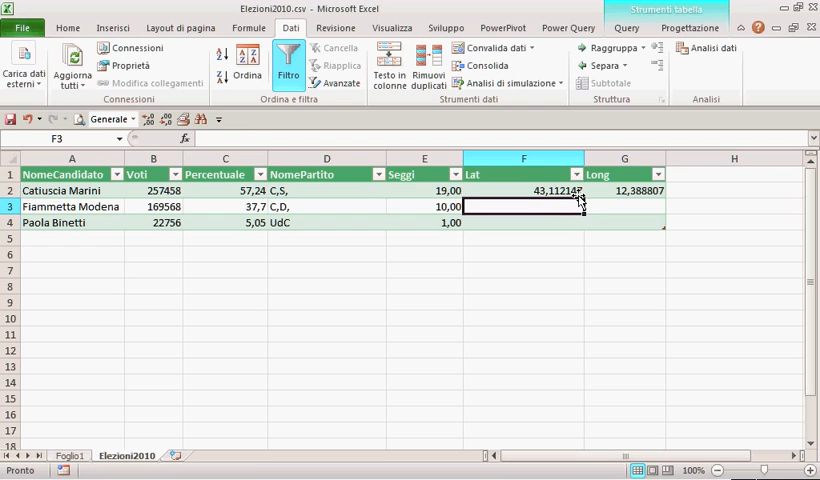 Elezioni2010.csv - Microsoft Excel
Strumenti tabella
File Home Inserisci Layout di pagina Formule Dati Revisione Visualizza Sviluppo PowerPivot Power Query Query Progettazione
Carica dati esterni
Aggiorna tutti
Connessioni
Proprietà
Modifica collegamenti
Connessioni
Ordina
Filtro
Cancella
Riapplica
Avanzate
Ordina e filtra
Testo in colonne
Rimuovi duplicati
Convalida dati
Consolida
Analisi di simulazione
Strumenti dati
Raggruppa
Separa
Subtotale
Struttura
Analisi dati
Analisi
Generale
F3 fx
A B C D E F G H
1 NomeCandidato Voti Percentuale NomePartito Seggi Lat Long
2 Catiuscia Marini 257458 57,24 C,S, 19,00 43,112147 12,388807
3 Fiammetta Modena 169568 37,7 C,D, 10,00
4 Paola Binetti 22756 5,05 UdC 1,00
5
6
7
8
9
10
11
12
13
14
15
16
17
18
Foglio1 Elezioni2010
Pronto 100%